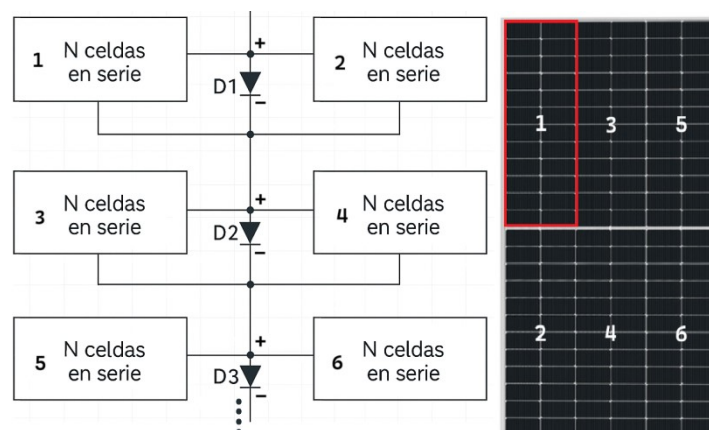 1
N celdas
en serie
+
D1
−
2
N celdas
en serie
3
N celdas
en serie
+
D2
−
4
N celdas
en serie
5
N celdas
en serie
+
D3
−
6
N celdas
en serie
1 3 5
2 4 6